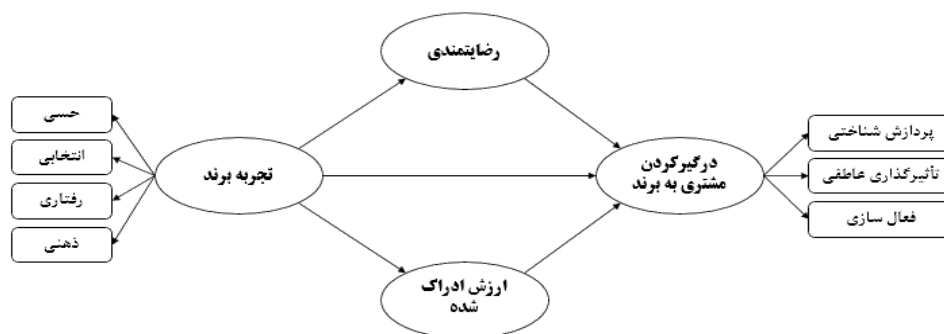 رضایتمندی
حسی
انتخابی
رفتاری
ذهنی
تجربه برند
درگیرکردن
مشتری به برند
پردازش شناختی
تأثیرگذاری عاطفی
فعال سازی
ارزش ادراک
شده